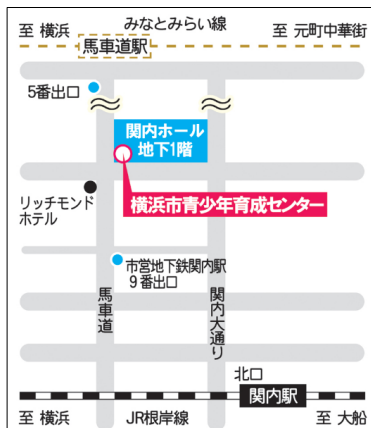 至 横浜
みなとみらい線
至 元町中華街
馬車道駅
5番出口
関内ホール
地下1階
リッチモンド
ホテル
横浜市青少年育成センター
市営地下鉄関内駅
9番出口
馬車道
関内大通り
北口
関内駅
至 横浜
JR根岸線
至 大船